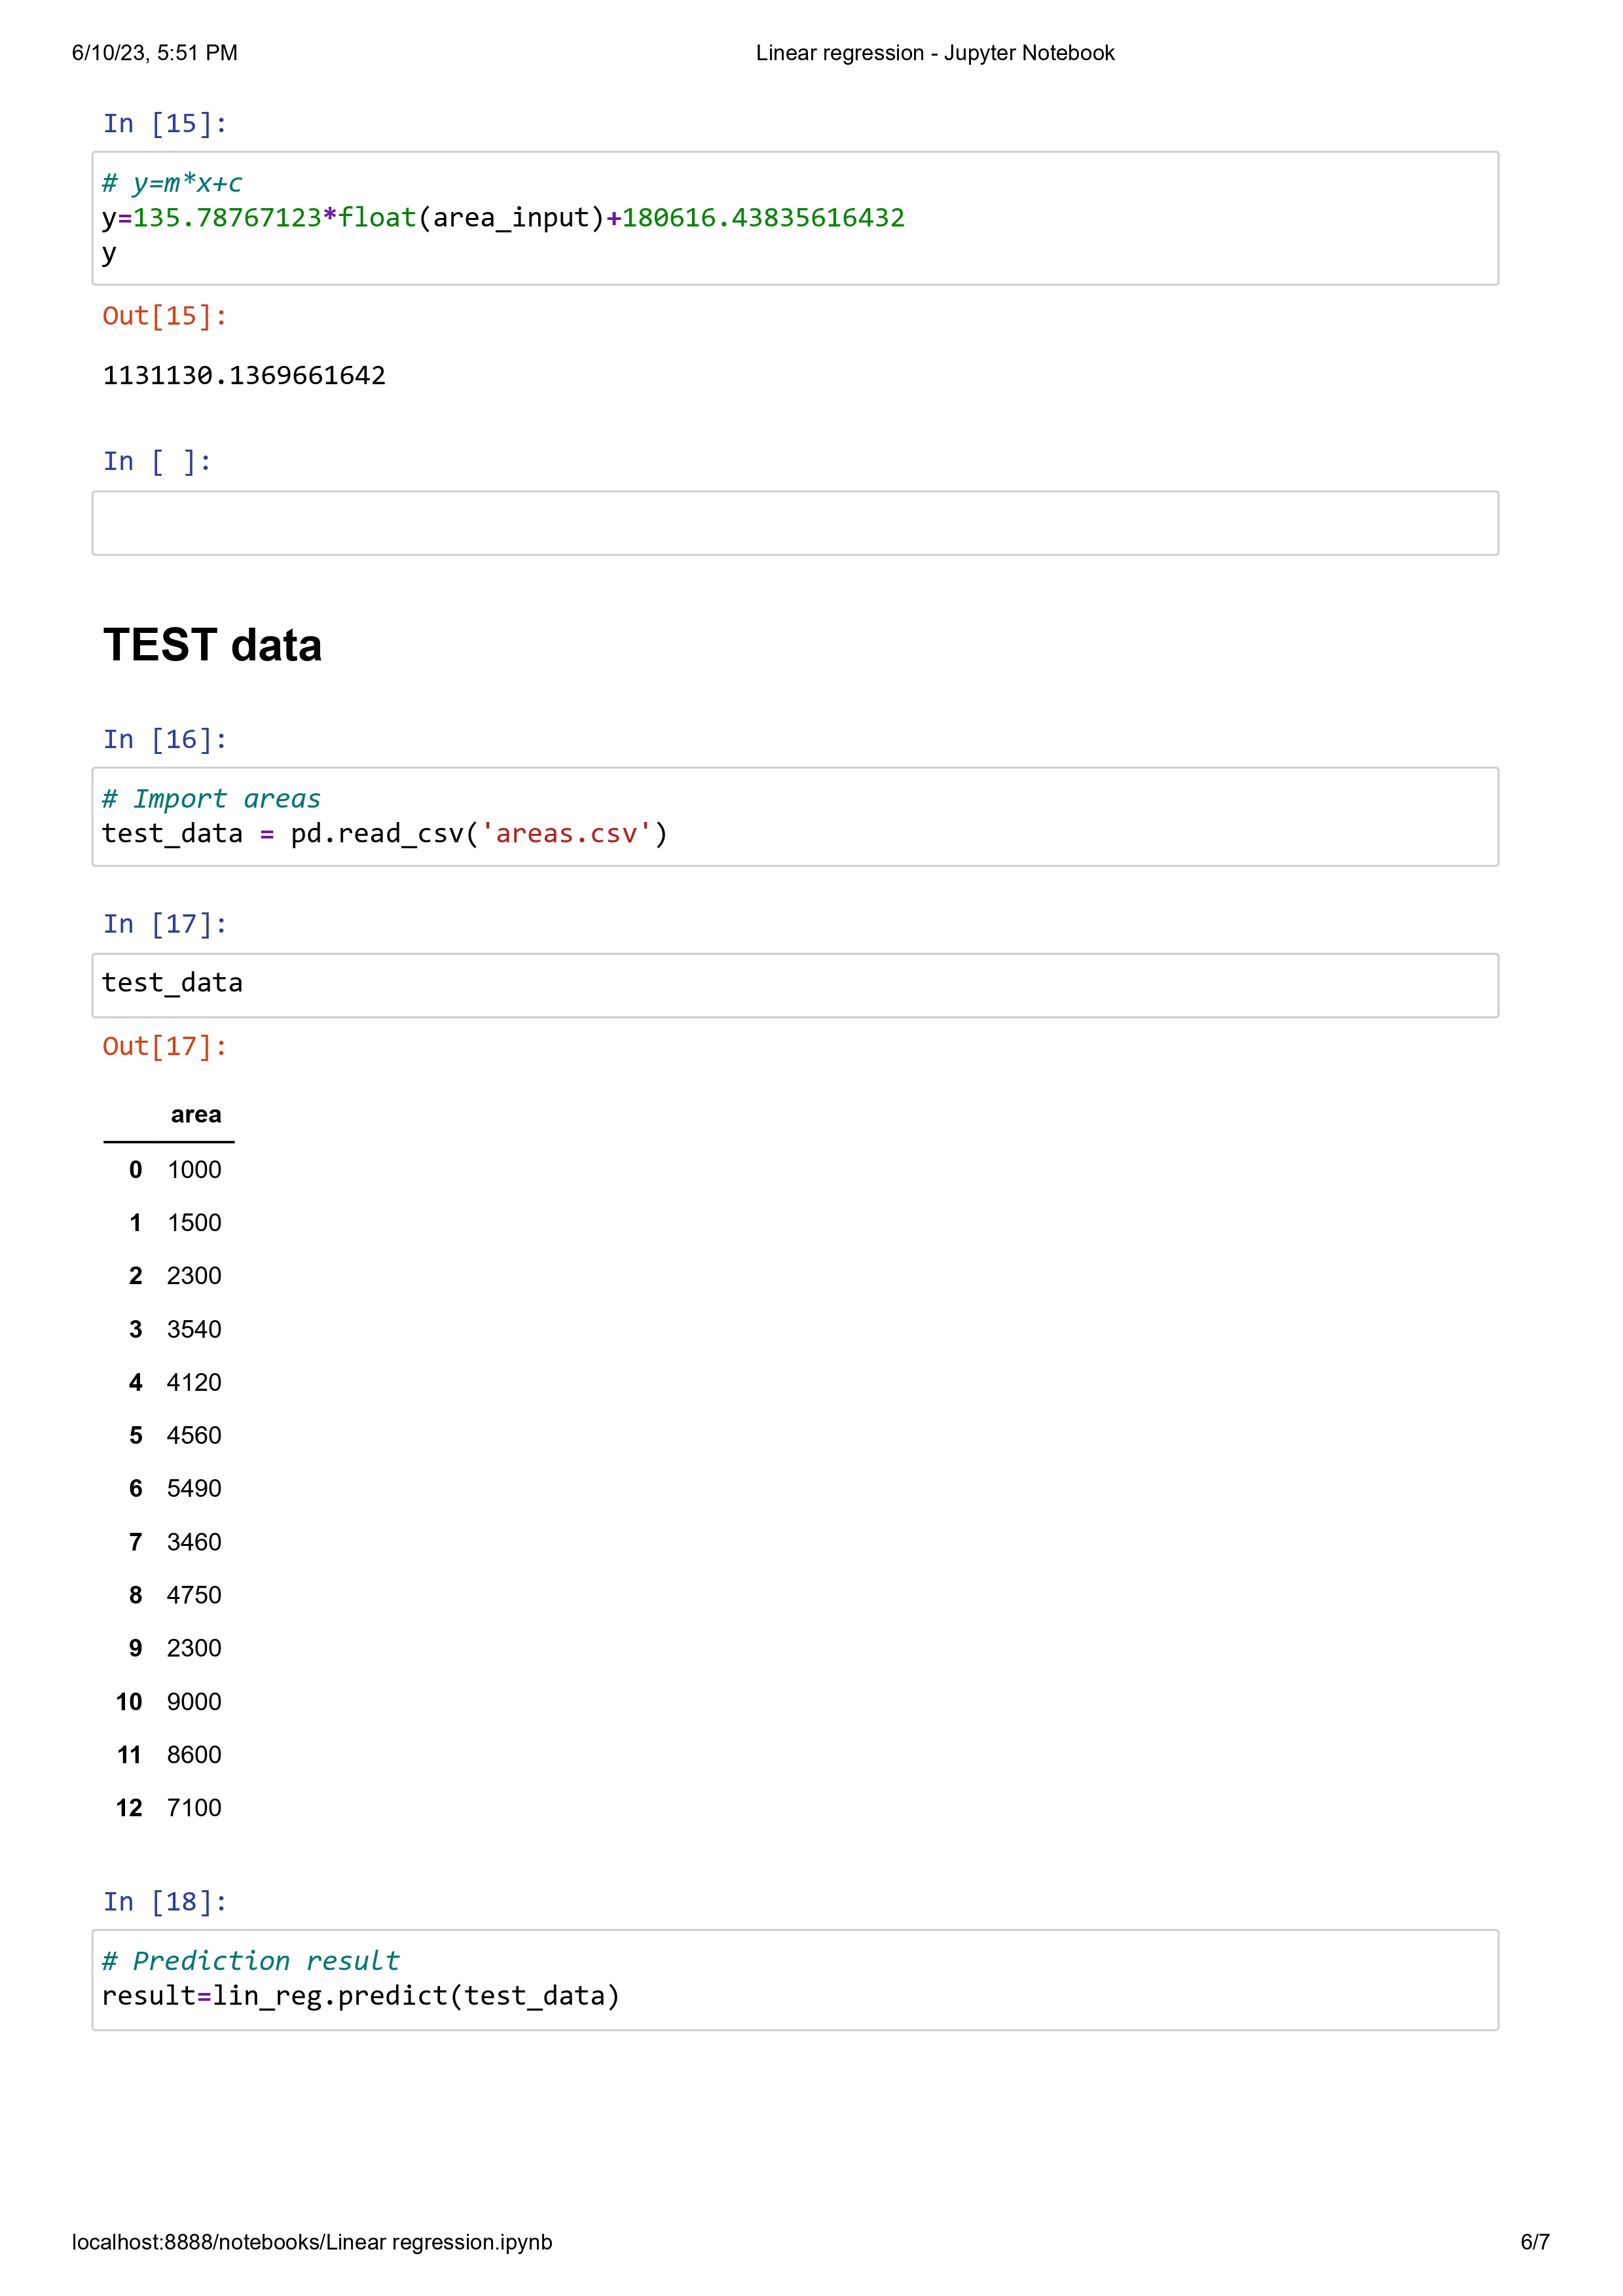 6/10/23, 5:51 PM Linear regression - Jupyter Notebook
In [15]:
# y=m*x+c
y=135.78767123*float(area_input)+180616.43835616432
y
Out[15]:
1131130.1369661642
In [ ]:
TEST data
In [16]:
# Import areas
test_data = pd.read_csv('areas.csv')
In [17]:
test_data
Out[17]:
area
0 1000
1 1500
2 2300
3 3540
4 4120
5 4560
6 5490
7 3460
8 4750
9 2300
10 9000
11 8600
12 7100
In [18]:
# Prediction result
result=lin_reg.predict(test_data)
localhost:8888/notebooks/Linear regression.ipynb 6/7